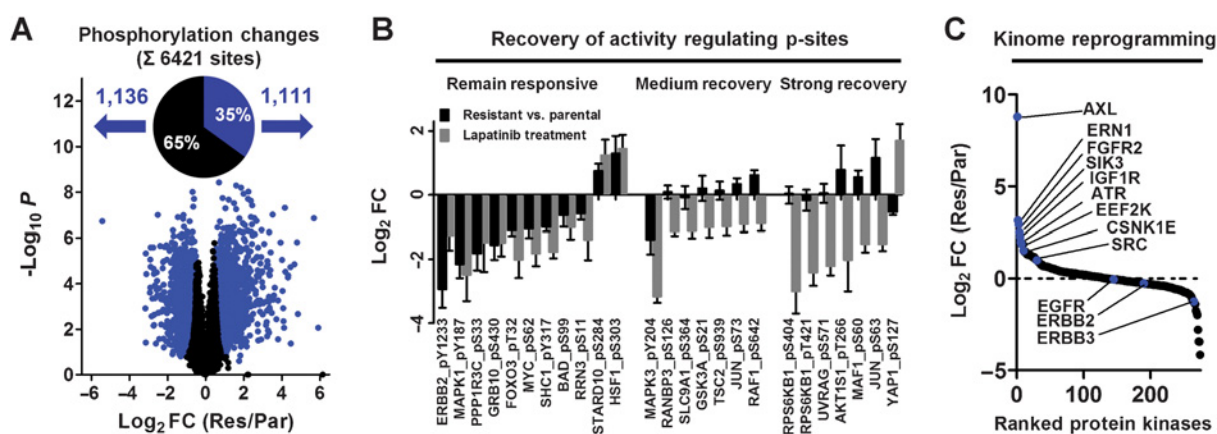 A
Phosphorylation changes
(Σ 6421 sites)
1,136
1,111
35%
65%
12
10
8
6
4
2
0
-Log10 P
−6
−4
−2
0
2
4
6
Log2 FC (Res/Par)
B
Recovery of activity regulating p-sites
Remain responsive
Medium recovery
Strong recovery
Resistant vs. parental
Lapatinib treatment
2
0
−2
−4
Log2 FC
ERBB2_pY1233
MAPK1_pY187
PPP1R3C_pS33
GRB10_pS430
FOXO3_pT32
MYC_pS62
SHC1_pY317
BAD_pS99
RRN3_pS11
STARD10_pS284
HSF1_pS303
MAPK3_pY204
RANBP3_pS126
SLC9A1_pS364
GSK3A_pS21
TSC2_pS939
JUN_pS73
RAF1_pS642
RPS6KB1_pS404
RPS6KB1_pT421
UVRAG_pS571
AKT1S1_pT266
MAF1_pS60
JUN_pS63
YAP1_pS127
C
Kinome reprogramming
10
5
0
−5
Log2 FC (Res/Par)
AXL
ERN1
FGFR2
SIK3
IGF1R
ATR
EEF2K
CSNK1E
SRC
EGFR
ERBB2
ERBB3
0
100
200
Ranked protein kinases